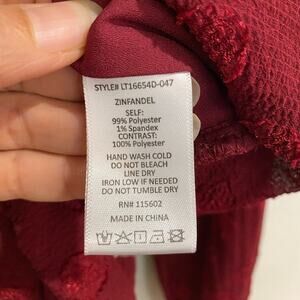 STYLE# LT16654D-047
ZINFANDEL
SELF:
99% Polyester
1% Spandex
CONTRAST:
100% Polyester
HAND WASH COLD
DO NOT BLEACH
LINE DRY
IRON LOW IF NEEDED
DO NOT TUMBLE DRY
RN# 115602
MADE IN CHINA